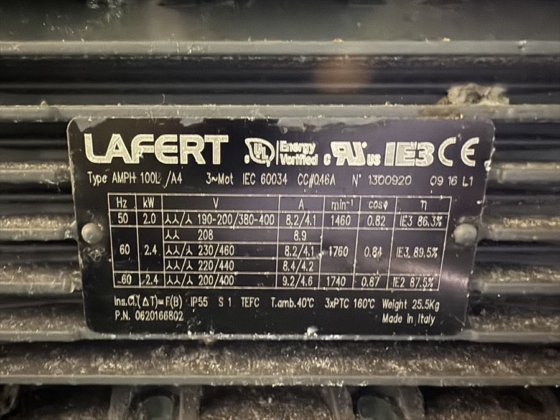 LAFERT UL Energy Verified c RU us IE3 CE
Type AMPH 100L /A4 3~Mot IEC 60034 CC#046A N° 1300920 09 16 L1
Hz kW V A min⁻¹ cosφ η
50 2.0 ⅄⅄/⅄ 190-200/380-400 8.2/4.1 1460 0.82 IE3 86.3%
⅄⅄ 208 8.9
60 2.4 ⅄⅄/⅄ 230/460 8.2/4.1 1760 0.84 IE3 89.5%
⅄⅄/⅄ 220/440 8.4/4.2
60 2.4 ⅄⅄/⅄ 200/400 9.2/4.6 1740 0.87 IE2 87.5%
Ins.Cl.(ΔT)=F(B) IP55 S1 TEFC T.amb.40°C 3xPTC 160°C Weight 25.5Kg
P.N. 0620166802 Made in Italy